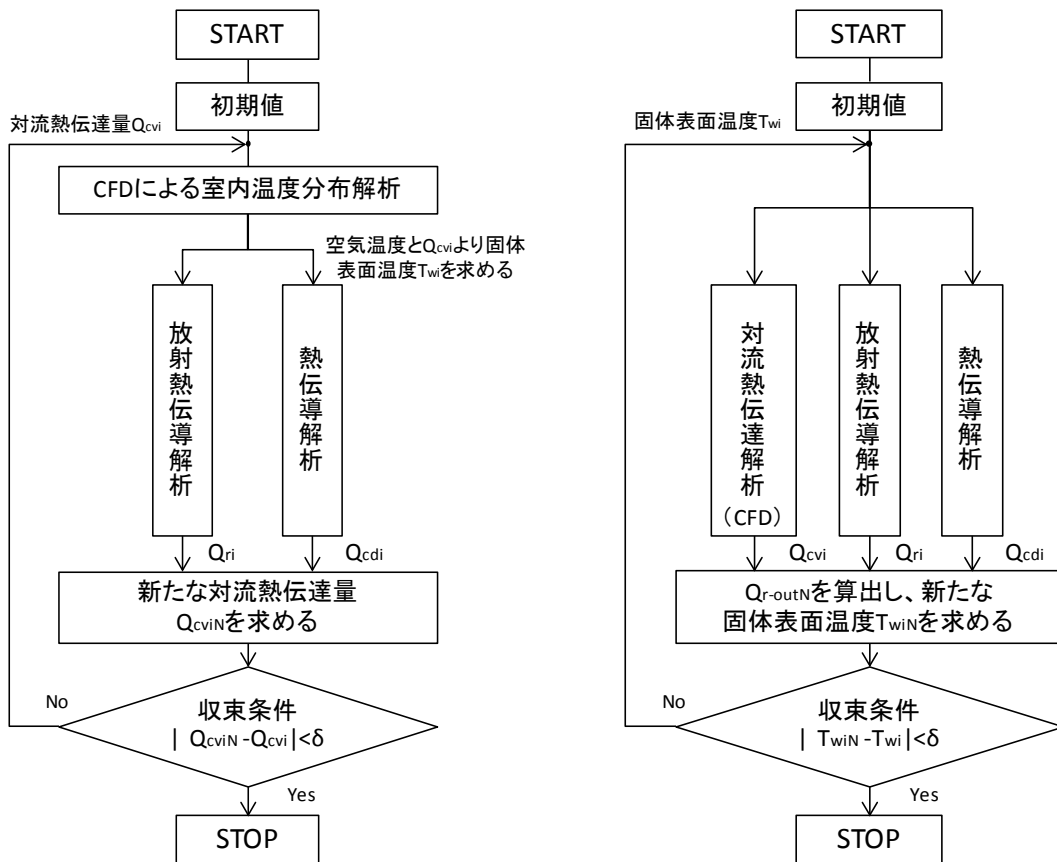 START
初期値
対流熱伝達量Qcvi
CFDによる室内温度分布解析
空気温度とQcviより固体
表面温度Twiを求める
放射熱伝導解析
熱伝導解析
Qri
Qcdi
新たな対流熱伝達量
QcviNを求める
No
収束条件
| QcviN -Qcvi|<δ
Yes
STOP
START
初期値
固体表面温度Twi
対流熱伝達解析
（CFD）
放射熱伝導解析
熱伝導解析
Qcvi
Qri
Qcdi
Qr-outNを算出し、新たな
固体表面温度TwiNを求める
No
収束条件
| TwiN -Twi|<δ
Yes
STOP